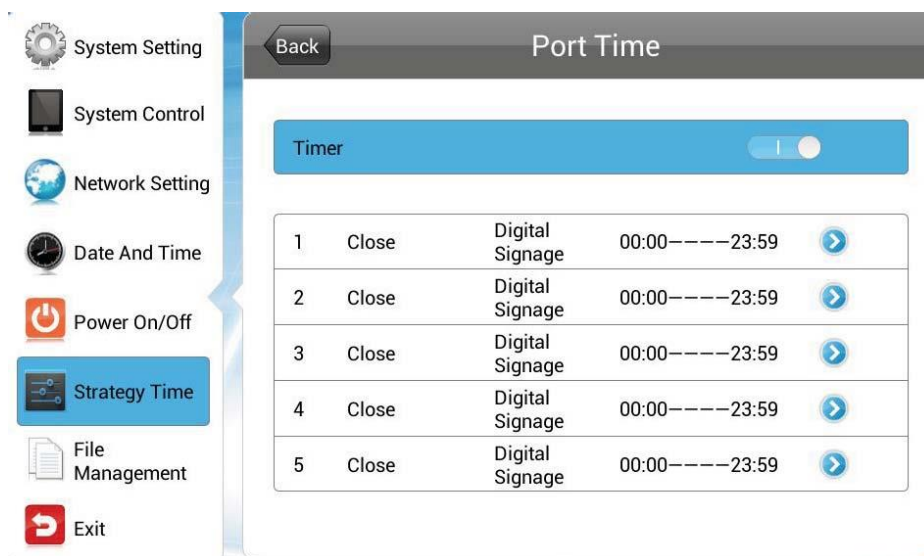 System Setting
System Control
Network Setting
Date And Time
Power On/Off
Strategy Time
File
Management
Exit
Back
Port Time
Timer
1 Close Digital Signage 00:00−−−−23:59
2 Close Digital Signage 00:00−−−−23:59
3 Close Digital Signage 00:00−−−−23:59
4 Close Digital Signage 00:00−−−−23:59
5 Close Digital Signage 00:00−−−−23:59